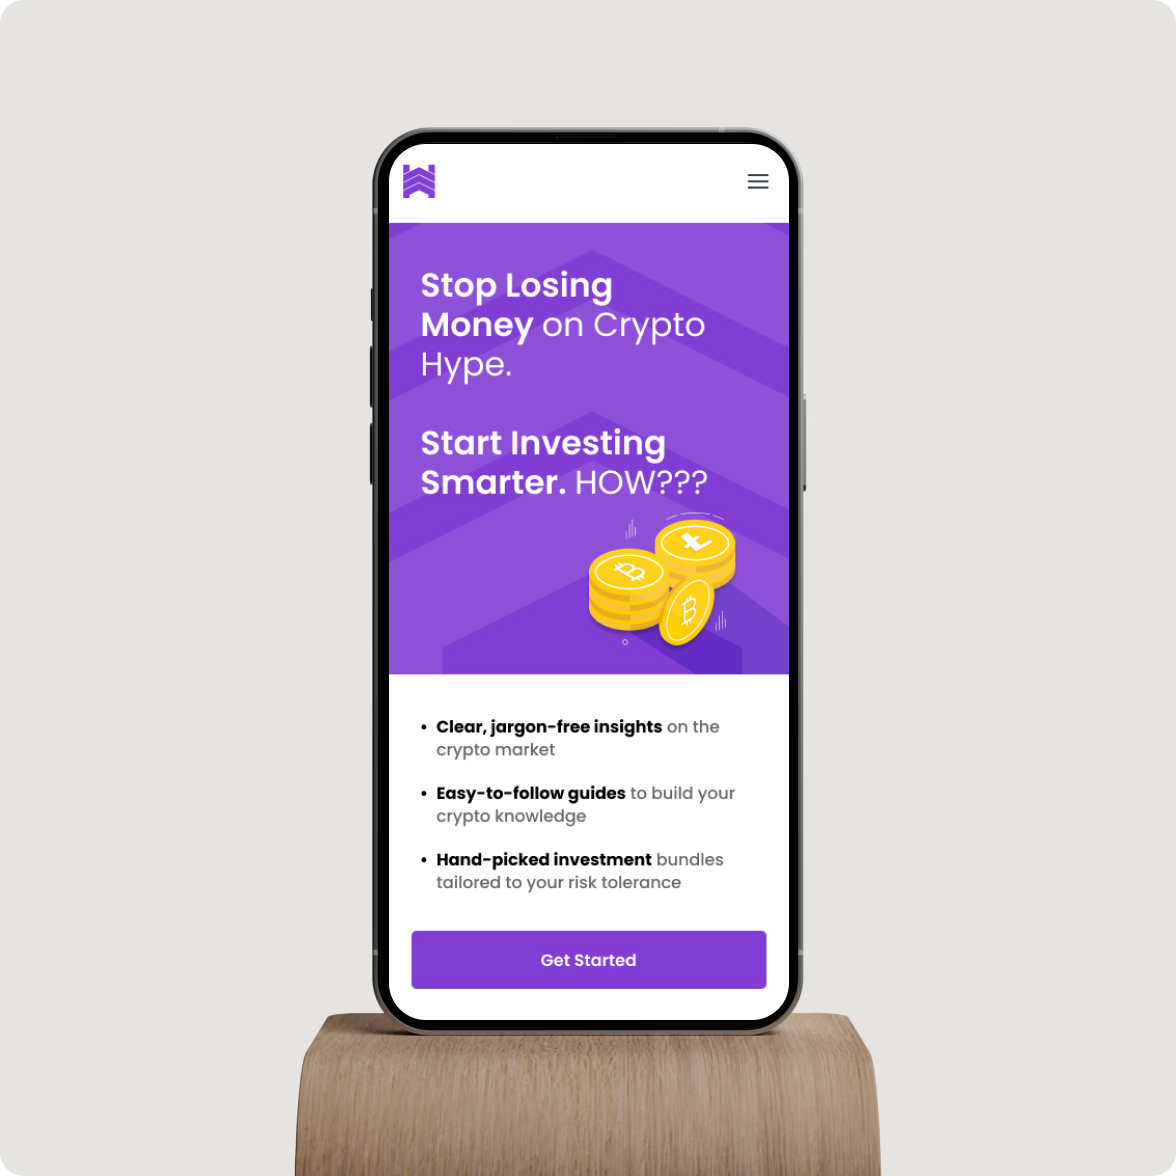 Stop Losing
Money on Crypto
Hype.
Start Investing
Smarter. HOW???
• Clear, jargon-free insights on the
crypto market
• Easy-to-follow guides to build your
crypto knowledge
• Hand-picked investment bundles
tailored to your risk tolerance
Get Started